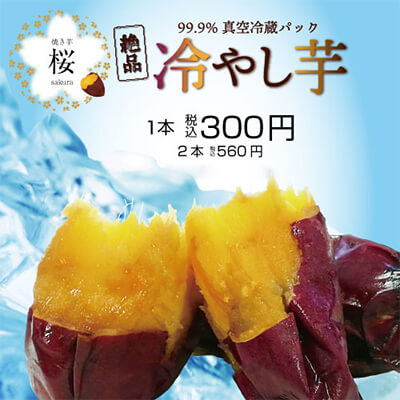 焼き芋
桜
sakura
99.9% 真空冷蔵パック
絶品
冷やし芋
1本 税込300円
2本 税込560円